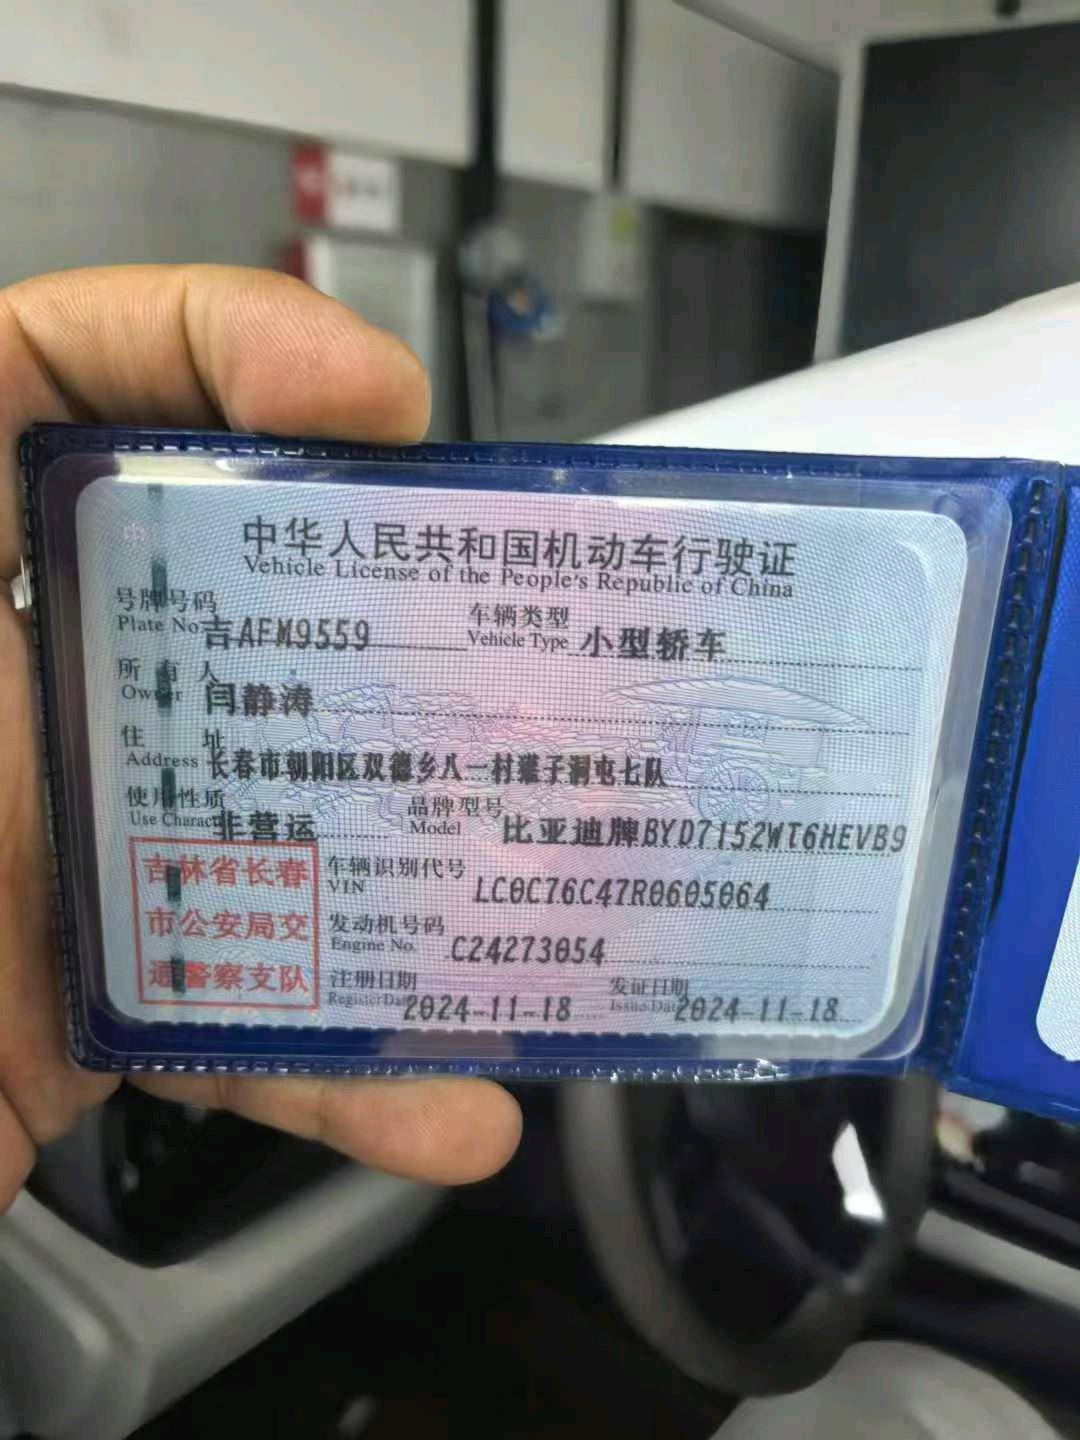 中华人民共和国机动车行驶证
Vehicle License of the People's Republic of China
号牌号码
Plate No 吉AFM9559
车辆类型
Vehicle Type 小型轿车
所有人
Owner 闫静涛
住址
Address 长春市朝阳区双德乡八一村獾子洞屯七队
使用性质
Use Charact 非营运
品牌型号
Model 比亚迪牌BYD7152WT6HEVB9
吉林省长春
市公安局交
通警察支队
车辆识别代号
VIN LC0C76C47R0605064
发动机号码
Engine No. C24273054
注册日期
Register Dat 2024-11-18
发证日期
Issue Dat 2024-11-18